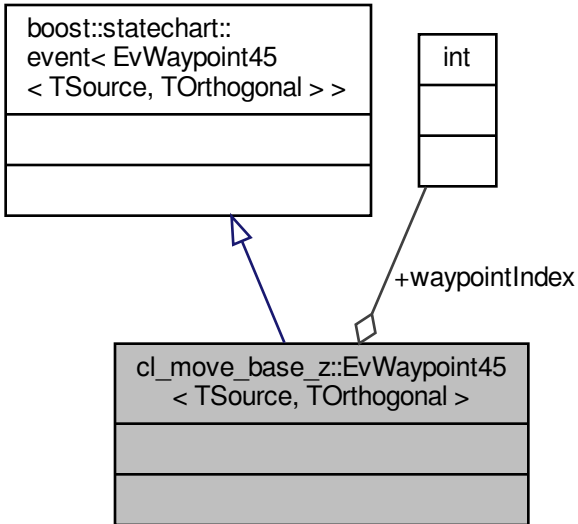 boost::statechart::
event< EvWaypoint45
< TSource, TOrthogonal > >
int
+waypointIndex
cl_move_base_z::EvWaypoint45
< TSource, TOrthogonal >